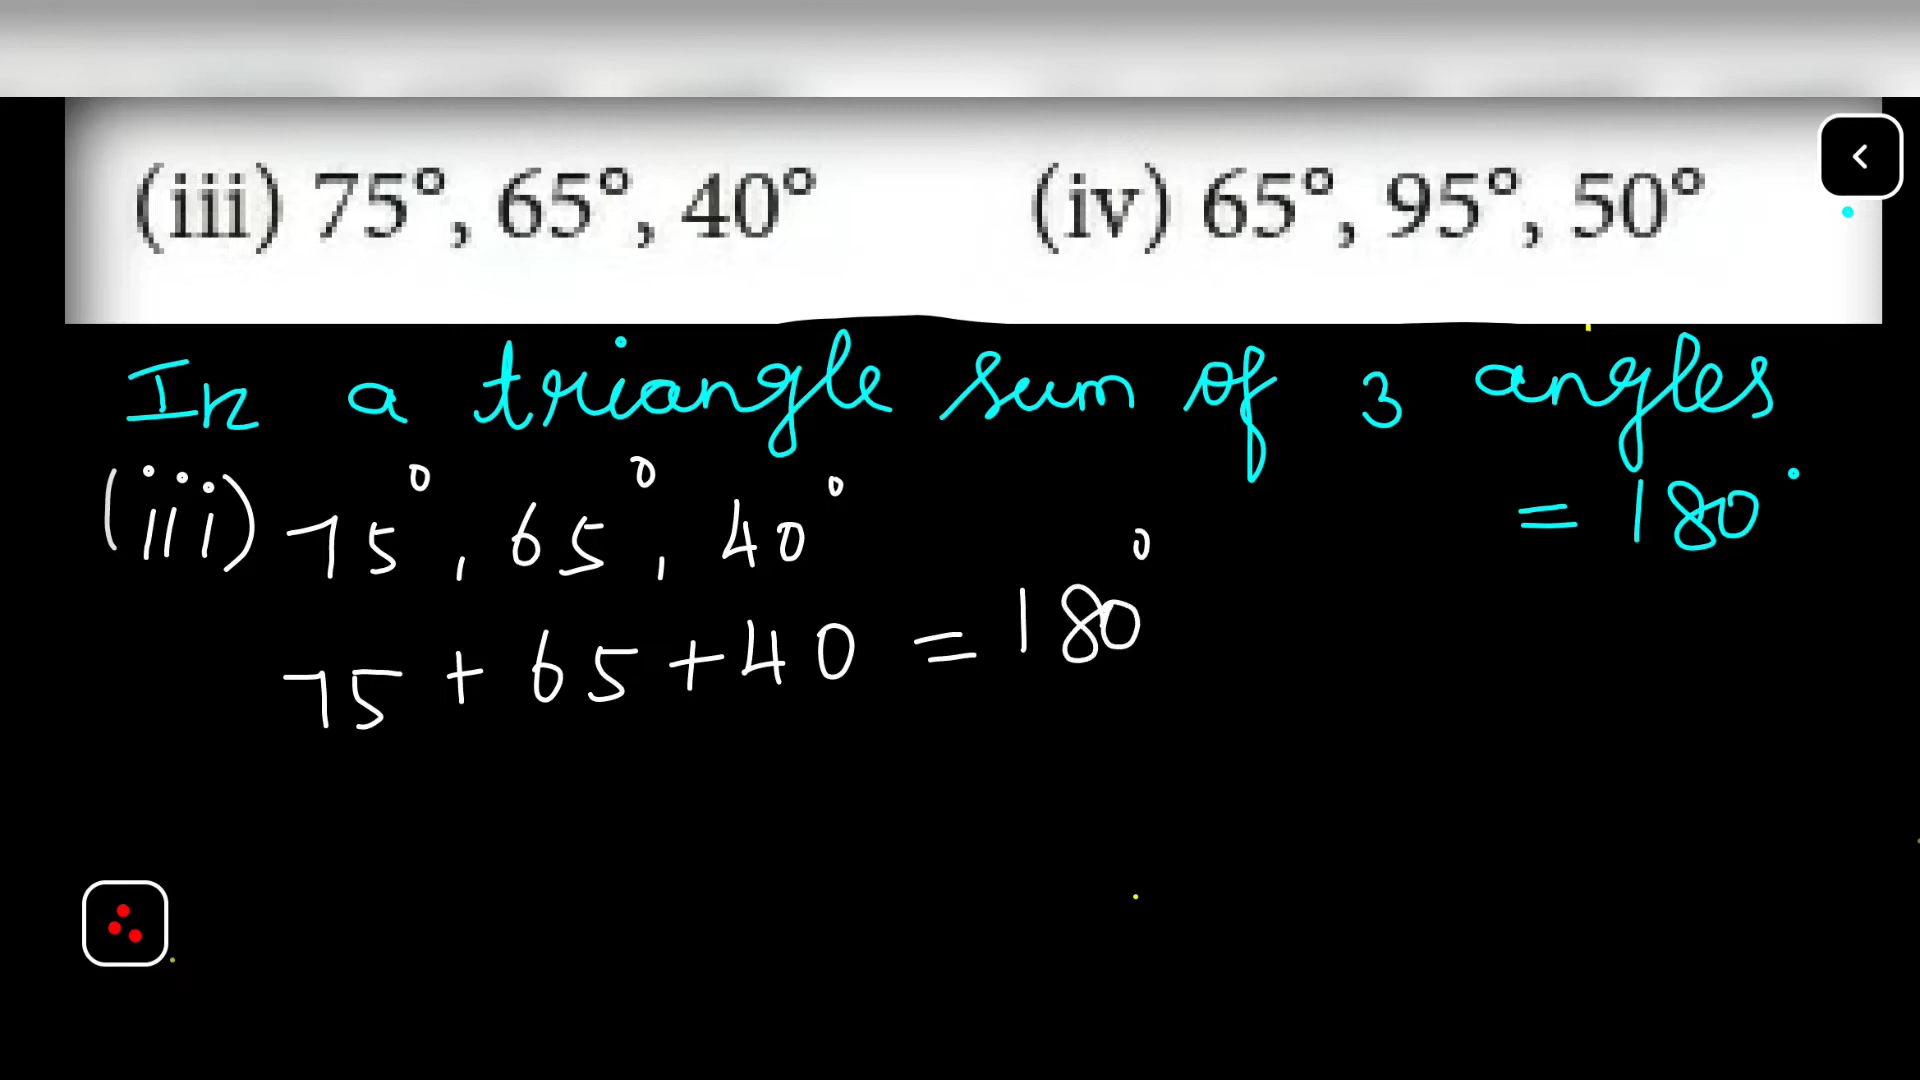 (iii) 75°, 65°, 40° (iv) 65°, 95°, 50°
In a triangle sum of 3 angles
= 180°
(iii) 75°, 65°, 40°
75 + 65 + 40 = 180°